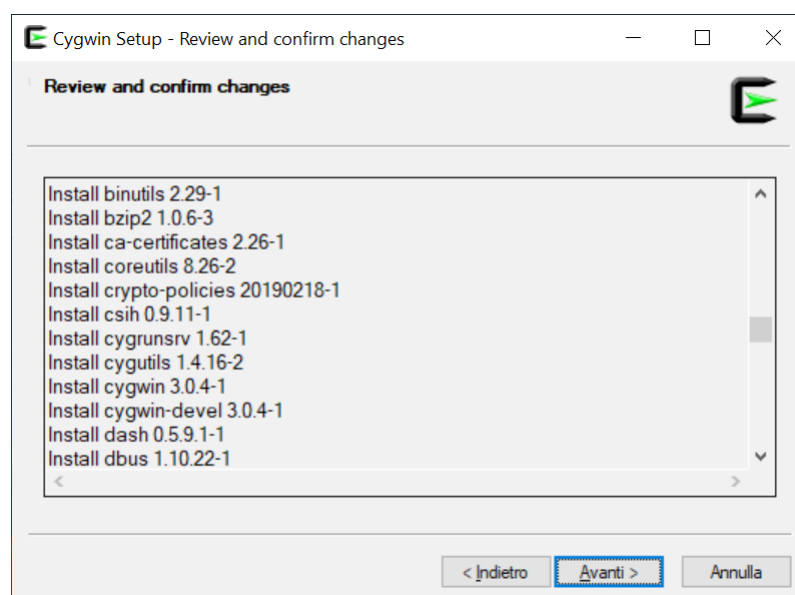 Cygwin Setup - Review and confirm changes
Review and confirm changes
Install binutils 2.29-1
Install bzip2 1.0.6-3
Install ca-certificates 2.26-1
Install coreutils 8.26-2
Install crypto-policies 20190218-1
Install csih 0.9.11-1
Install cygrunsrv 1.62-1
Install cygutils 1.4.16-2
Install cygwin 3.0.4-1
Install cygwin-devel 3.0.4-1
Install dash 0.5.9.1-1
Install dbus 1.10.22-1
< Indietro Avanti > Annulla